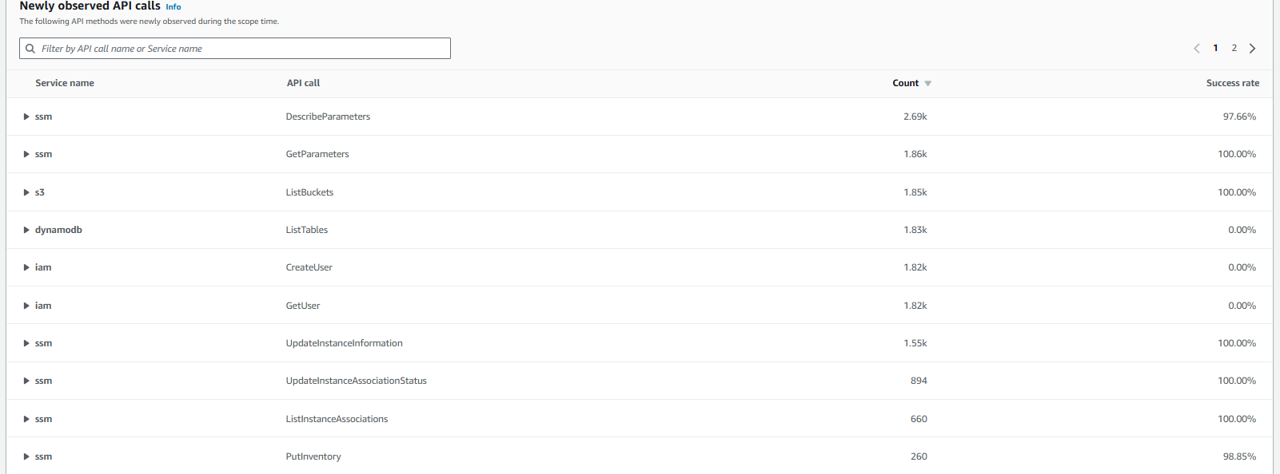 Newly observed API calls Info
The following API methods were newly observed during the scope time.
Filter by API call name or Service name
1 2
Service name API call Count Success rate
ssm DescribeParameters 2.69k 97.66%
ssm GetParameters 1.86k 100.00%
s3 ListBuckets 1.85k 100.00%
dynamodb ListTables 1.83k 0.00%
iam CreateUser 1.82k 0.00%
iam GetUser 1.82k 0.00%
ssm UpdateInstanceInformation 1.55k 100.00%
ssm UpdateInstanceAssociationStatus 894 100.00%
ssm ListInstanceAssociations 660 100.00%
ssm PutInventory 260 98.85%